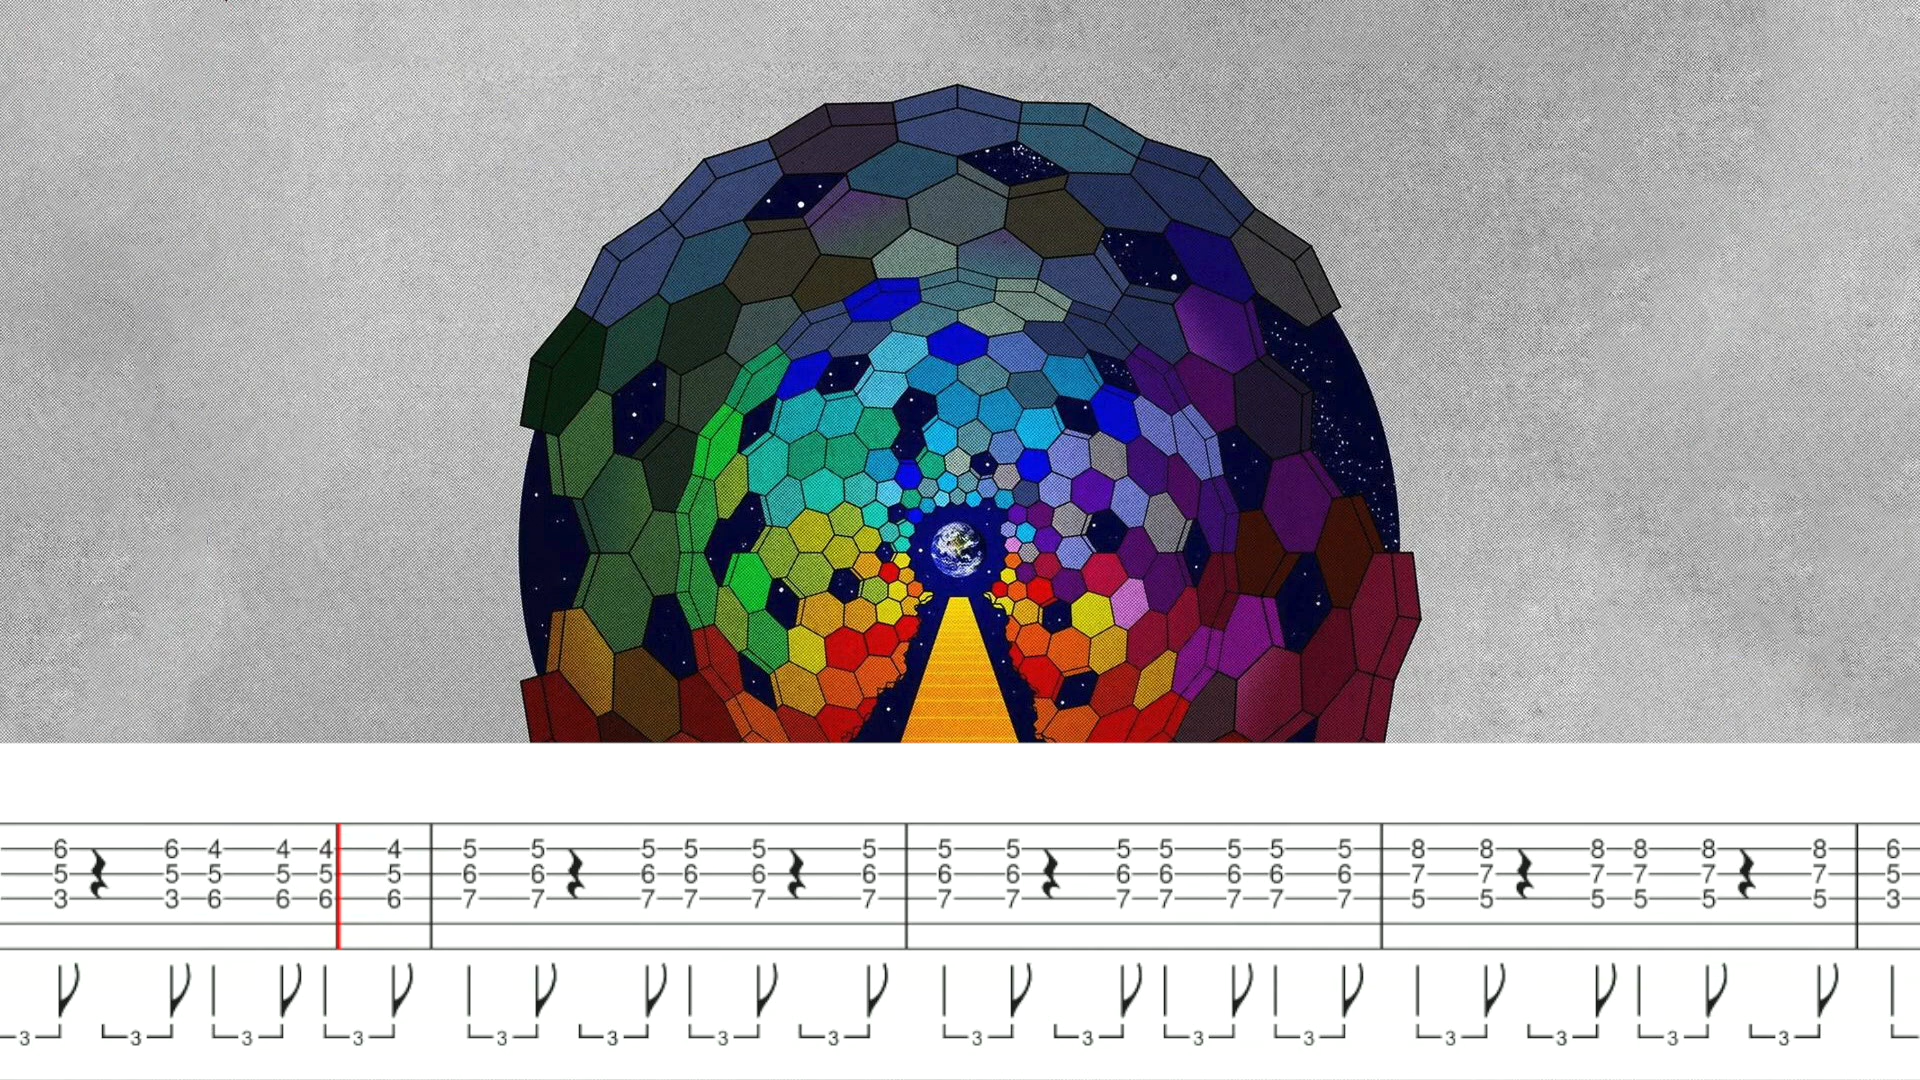 6 6 4 4 4 4 5 5 5 5 5 5 5 5 5 5 5 5 5 8 8 8 8 8 8 6
5 5 5 5 5 5 6 6 6 6 6 6 6 6 6 6 6 6 6 7 7 7 7 7 7 5
3 3 6 6 6 6 7 7 7 7 7 7 7 7 7 7 7 7 7 5 5 5 5 5 5 3
3 3 3 3 3 3 3 3 3 3 3 3 3 3 3 3